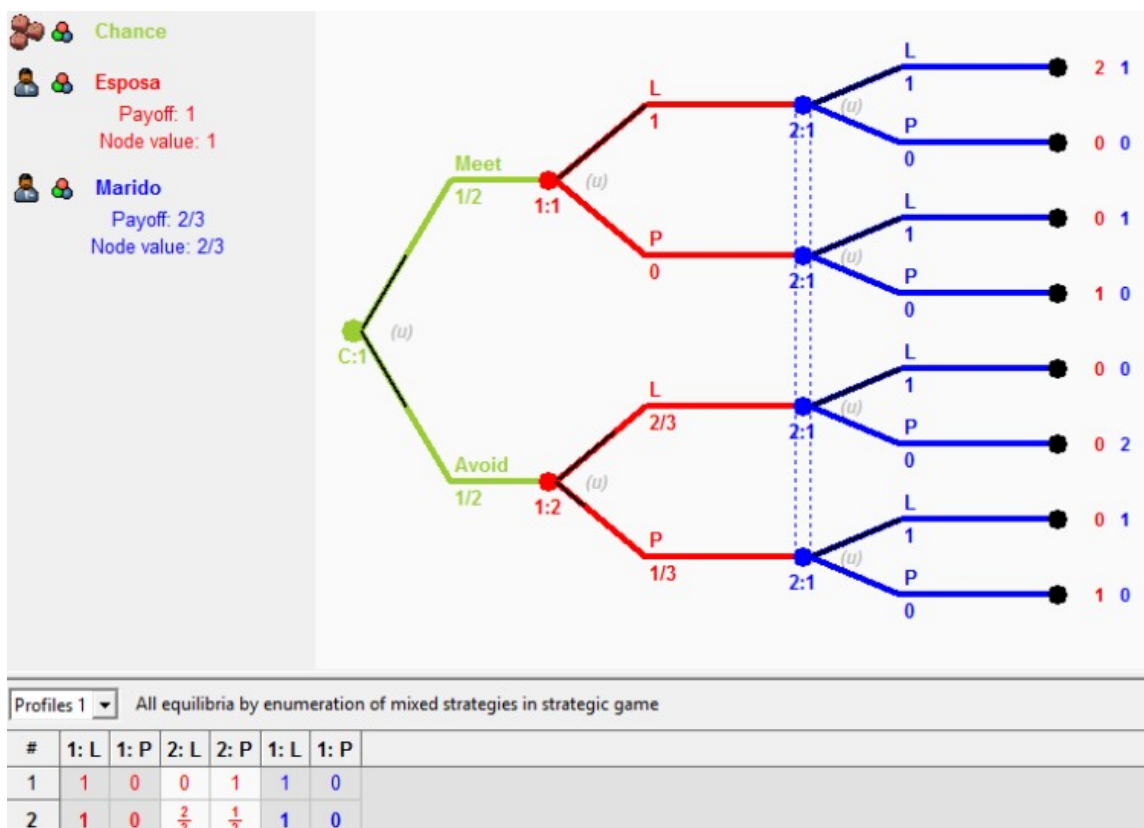 Chance
Esposa
Payoff: 1
Node value: 1
Marido
Payoff: 2/3
Node value: 2/3
C:1
(u)
Meet
1/2
Avoid
1/2
1:1
(u)
1:2
(u)
L
1
P
0
L
2/3
P
1/3
2:1
(u)
2:1
(u)
2:1
(u)
2:1
(u)
L
1
2 1
P
0
0 0
L
1
0 1
P
0
1 0
L
1
0 0
P
0
0 2
L
1
0 1
P
0
1 0
Profiles 1 All equilibria by enumeration of mixed strategies in strategic game
# 1: L 1: P 2: L 2: P 1: L 1: P
1 1 0 0 1 1 0
2 1 0 1 0